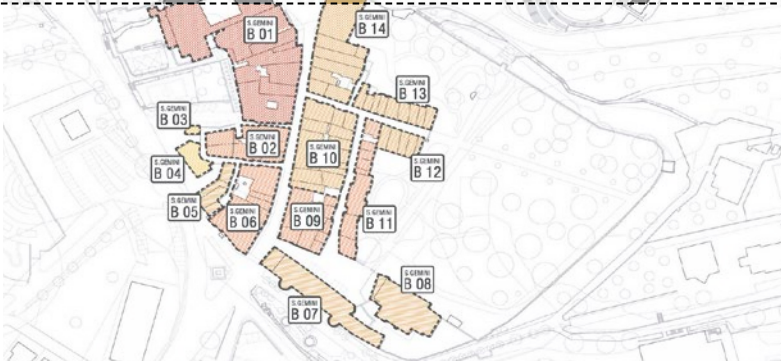 S.GEMINI
B 01
S.GEMINI
B 14
S.GEMINI
B 13
S.GEMINI
B 03
S.GEMINI
B 02
S.GEMINI
B 10
S.GEMINI
B 04
S.GEMINI
B 12
S.GEMINI
B 05
S.GEMINI
B 06
S.GEMINI
B 09
S.GEMINI
B 11
S.GEMINI
B 08
S.GEMINI
B 07